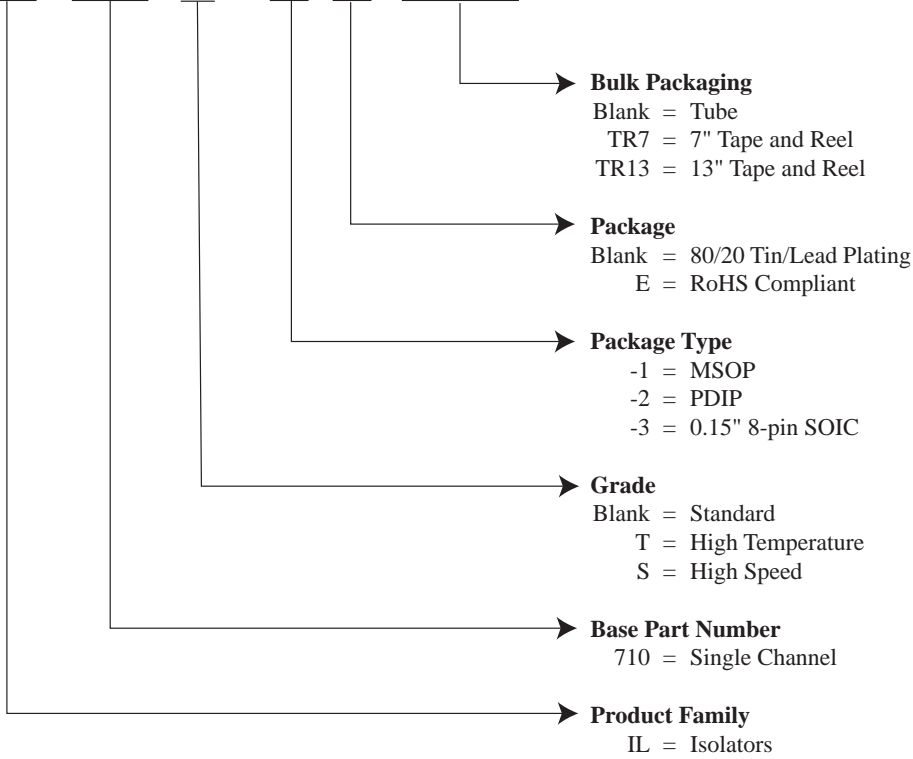 Bulk Packaging
Blank = Tube
TR7 = 7" Tape and Reel
TR13 = 13" Tape and Reel
Package
Blank = 80/20 Tin/Lead Plating
E = RoHS Compliant
Package Type
-1 = MSOP
-2 = PDIP
-3 = 0.15" 8-pin SOIC
Grade
Blank = Standard
T = High Temperature
S = High Speed
Base Part Number
710 = Single Channel
Product Family
IL = Isolators